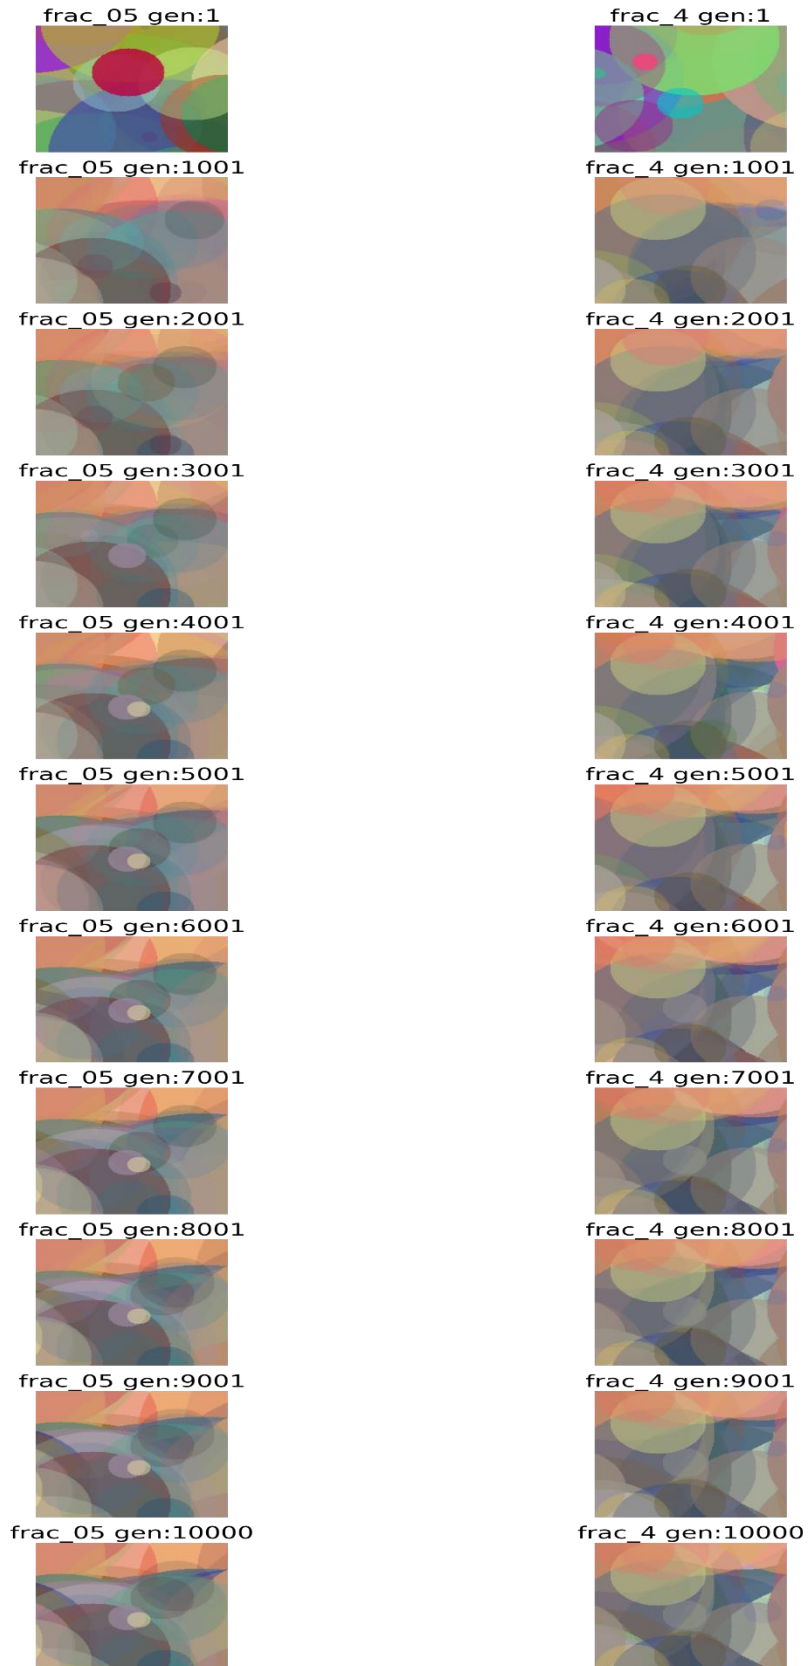 frac_05 gen:1
frac_4 gen:1
frac_05 gen:1001
frac_4 gen:1001
frac_05 gen:2001
frac_4 gen:2001
frac_05 gen:3001
frac_4 gen:3001
frac_05 gen:4001
frac_4 gen:4001
frac_05 gen:5001
frac_4 gen:5001
frac_05 gen:6001
frac_4 gen:6001
frac_05 gen:7001
frac_4 gen:7001
frac_05 gen:8001
frac_4 gen:8001
frac_05 gen:9001
frac_4 gen:9001
frac_05 gen:10000
frac_4 gen:10000